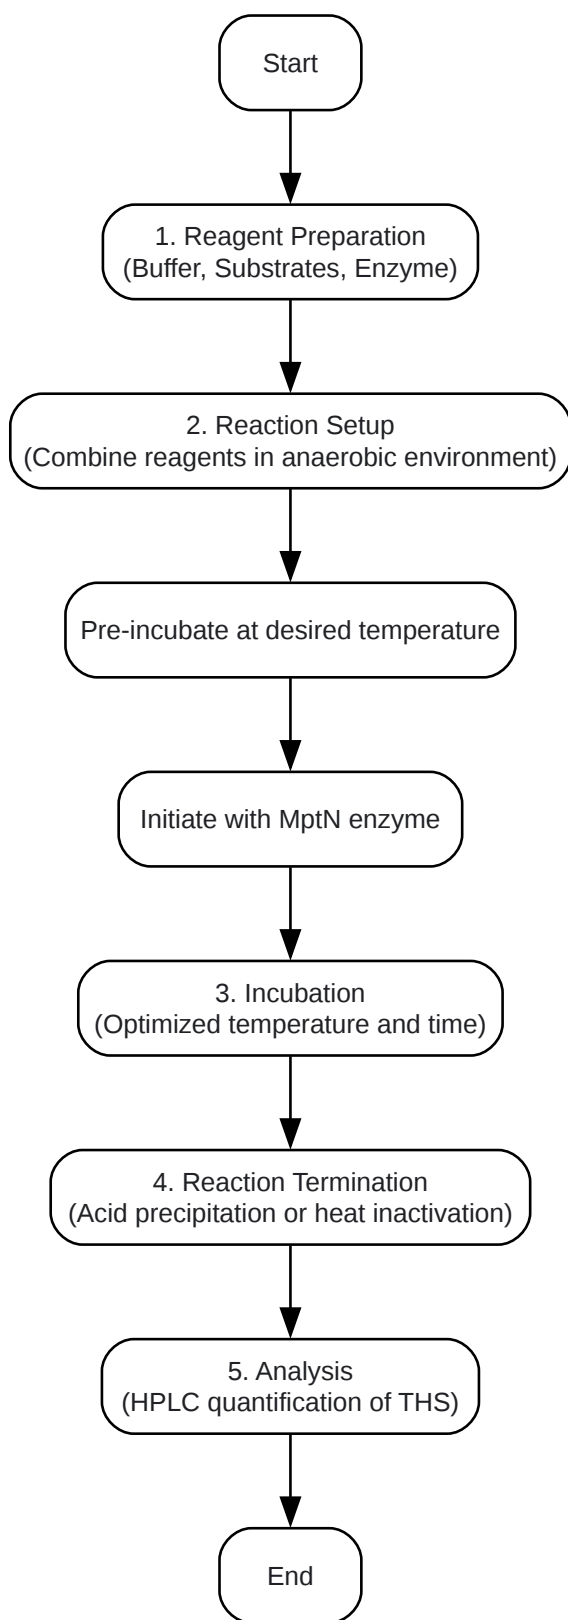 Start
1. Reagent Preparation
(Buffer, Substrates, Enzyme)
2. Reaction Setup
(Combine reagents in anaerobic environment)
Pre-incubate at desired temperature
Initiate with MptN enzyme
3. Incubation
(Optimized temperature and time)
4. Reaction Termination
(Acid precipitation or heat inactivation)
5. Analysis
(HPLC quantification of THS)
End